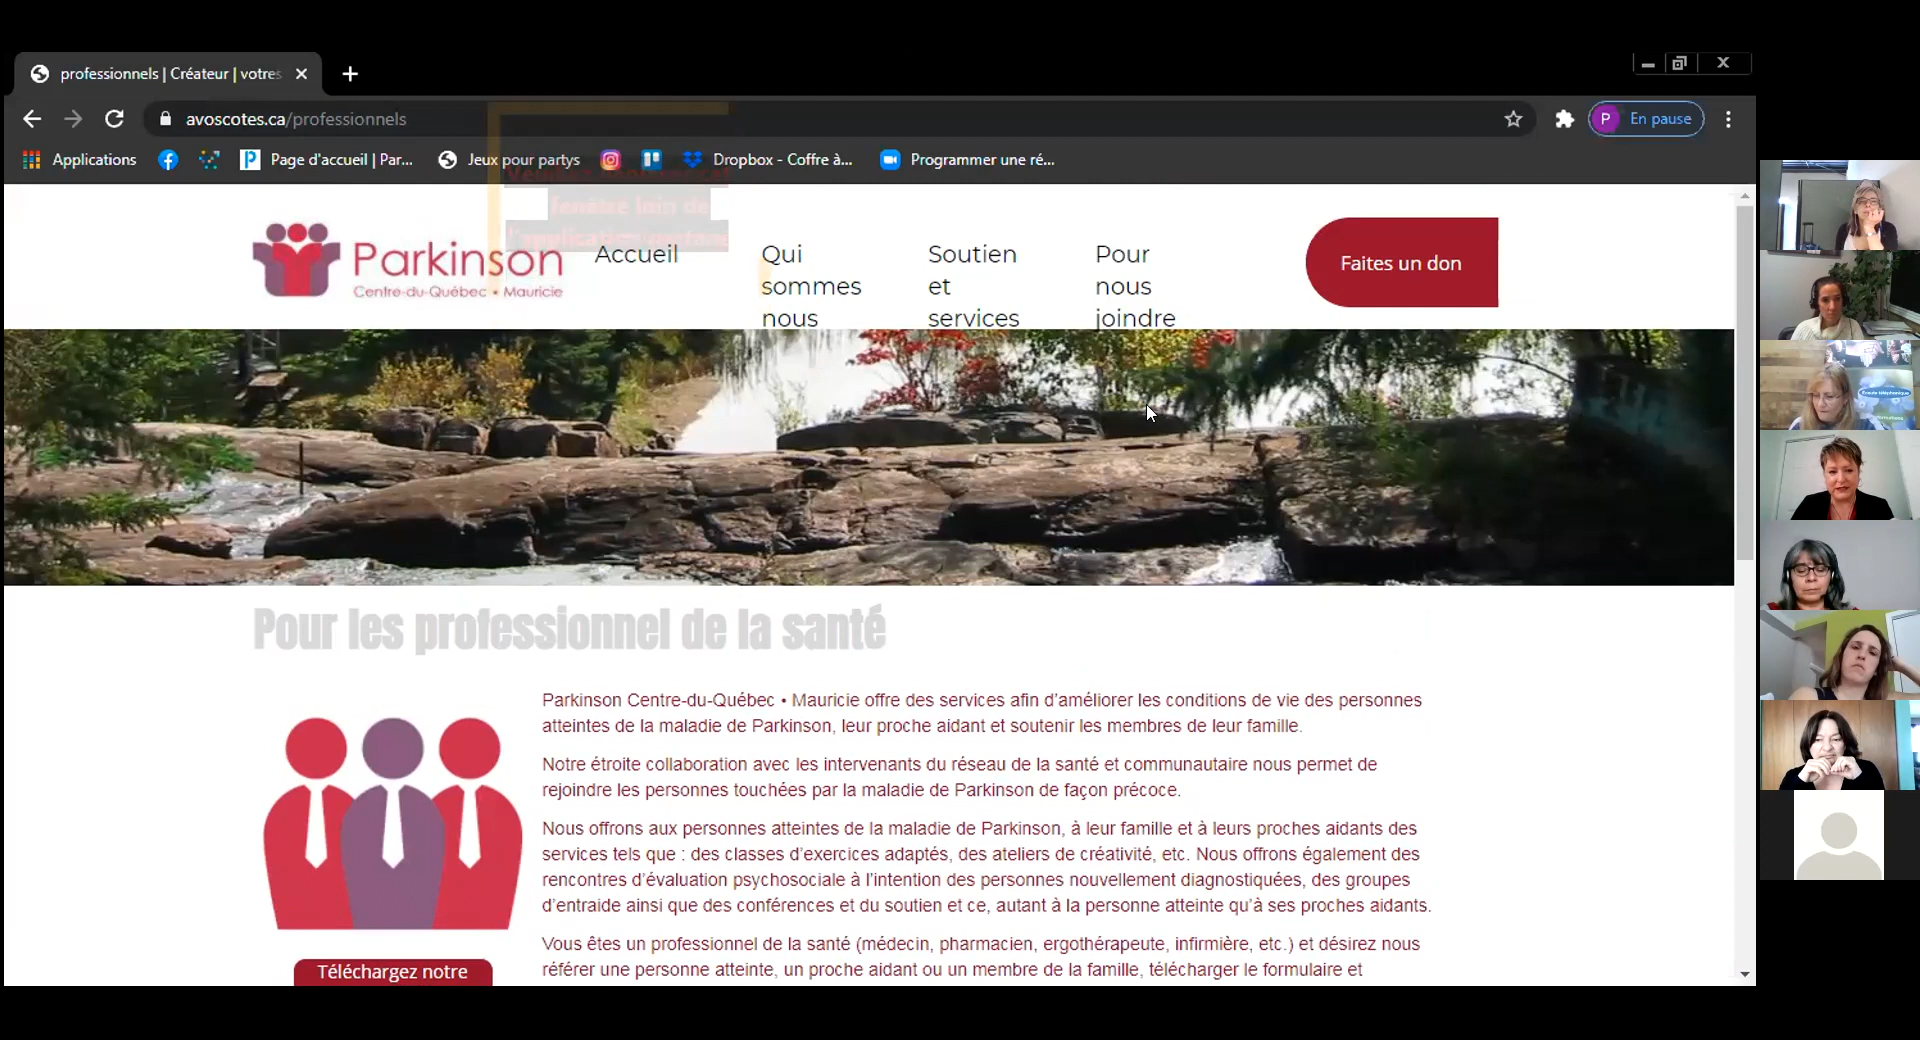 professionnels | Créateur | votres
avoscotes.ca/professionnels
P
En pause
Applications
Page d'accueil | Par...
Jeux pour partys
Dropbox - Coffre à...
Programmer une ré...
fenêtre loin de
Parkinson
Centre-du-Québec • Mauricie
Accueil
Qui
sommes
nous
Soutien
et
services
Pour
nous
joindre
Faites un don
Écoute téléphonique
Pour les professionnel de la santé
Parkinson Centre-du-Québec • Mauricie offre des services afin d’améliorer les conditions de vie des personnes
atteintes de la maladie de Parkinson, leur proche aidant et soutenir les membres de leur famille.
Notre étroite collaboration avec les intervenants du réseau de la santé et communautaire nous permet de
rejoindre les personnes touchées par la maladie de Parkinson de façon précoce.
Nous offrons aux personnes atteintes de la maladie de Parkinson, à leur famille et à leurs proches aidants des
services tels que : des classes d’exercices adaptés, des ateliers de créativité, etc. Nous offrons également des
rencontres d’évaluation psychosociale à l’intention des personnes nouvellement diagnostiquées, des groupes
d’entraide ainsi que des conférences et du soutien et ce, autant à la personne atteinte qu’à ses proches aidants.
Vous êtes un professionnel de la santé (médecin, pharmacien, ergothérapeute, infirmière, etc.) et désirez nous
référer une personne atteinte, un proche aidant ou un membre de la famille, télécharger le formulaire et
Téléchargez notre